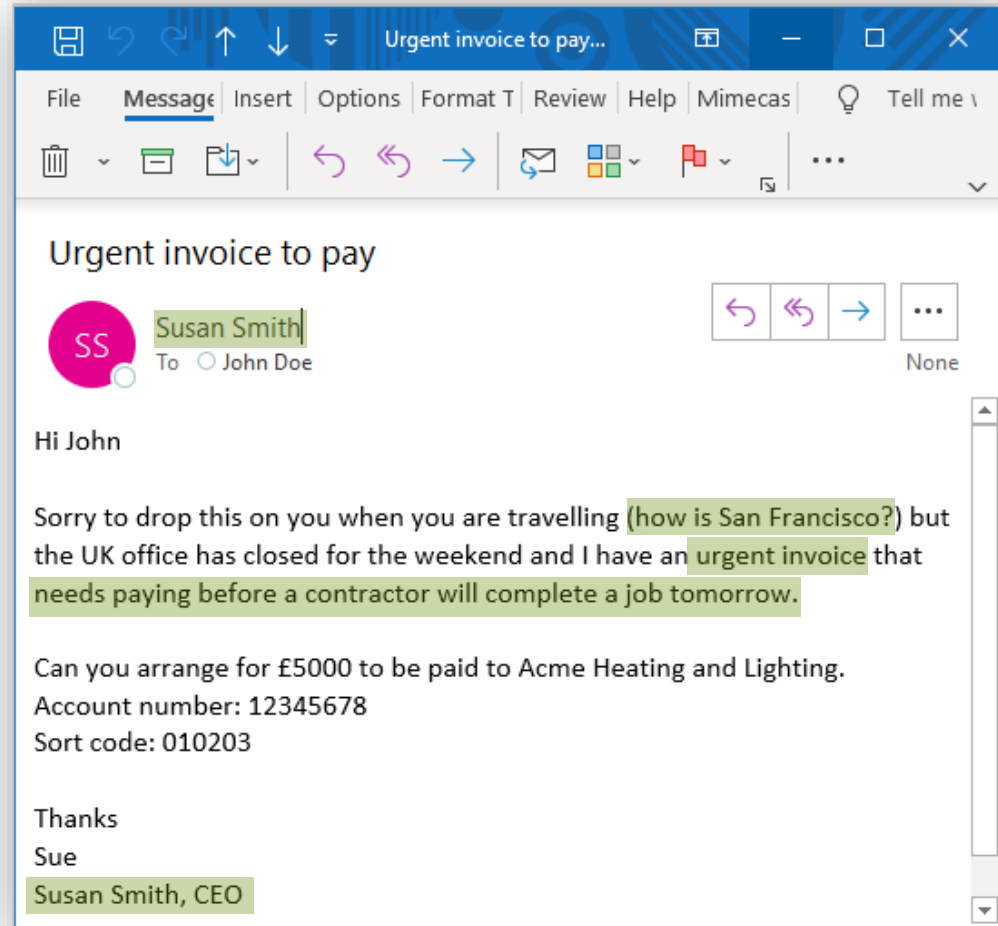 Urgent invoice to pay...
File Message Insert Options Format T Review Help Mimecas Tell me
Urgent invoice to pay
SS
Susan Smith
To John Doe
None
Hi John
Sorry to drop this on you when you are travelling (how is San Francisco?) but
the UK office has closed for the weekend and I have an urgent invoice that
needs paying before a contractor will complete a job tomorrow.
Can you arrange for £5000 to be paid to Acme Heating and Lighting.
Account number: 12345678
Sort code: 010203
Thanks
Sue
Susan Smith, CEO